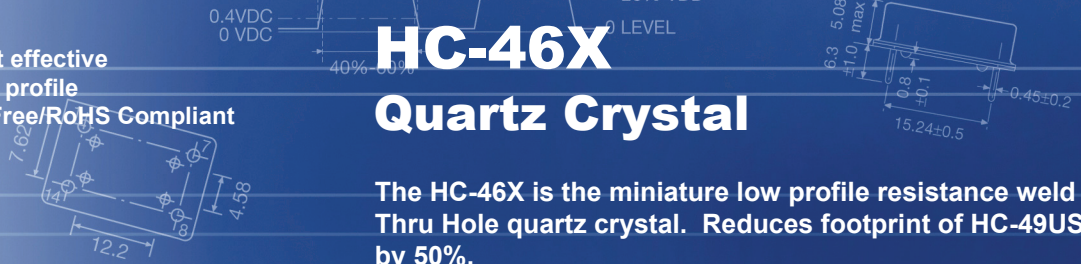 0.4VDC
0 VDC
0 LEVEL
40%-60%
t effective
profile
Free/RoHS Compliant
HC-46X
Quartz Crystal
The HC-46X is the miniature low profile resistance weld
Thru Hole quartz crystal. Reduces footprint of HC-49US
by 50%.
5.08
max
6.3
±1.0
0.8
±0.1
0.45±0.2
15.24±0.5
7.62
7
14
8
4.58
12.2